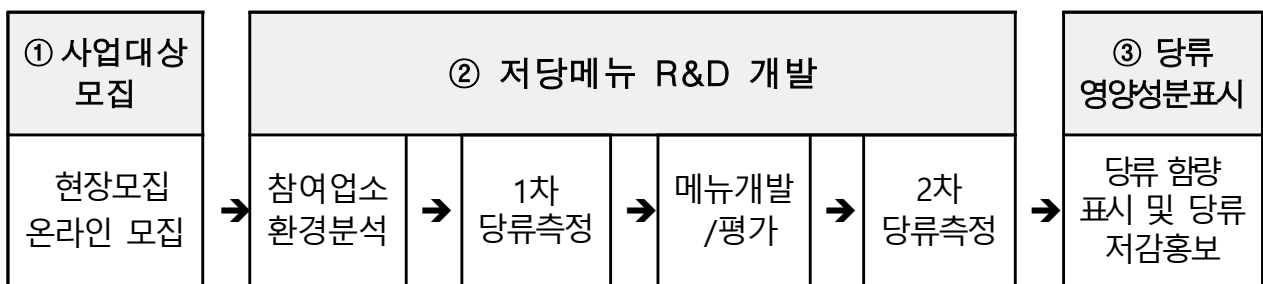 ① 사업대상
모집
② 저당메뉴 R&D 개발
③ 당류
영양성분표시
현장모집
온라인 모집
➔
참여업소
환경분석
➔
1차
당류측정
➔
메뉴개발
/평가
➔
2차
당류측정
➔
당류 함량
표시 및 당류
저감홍보